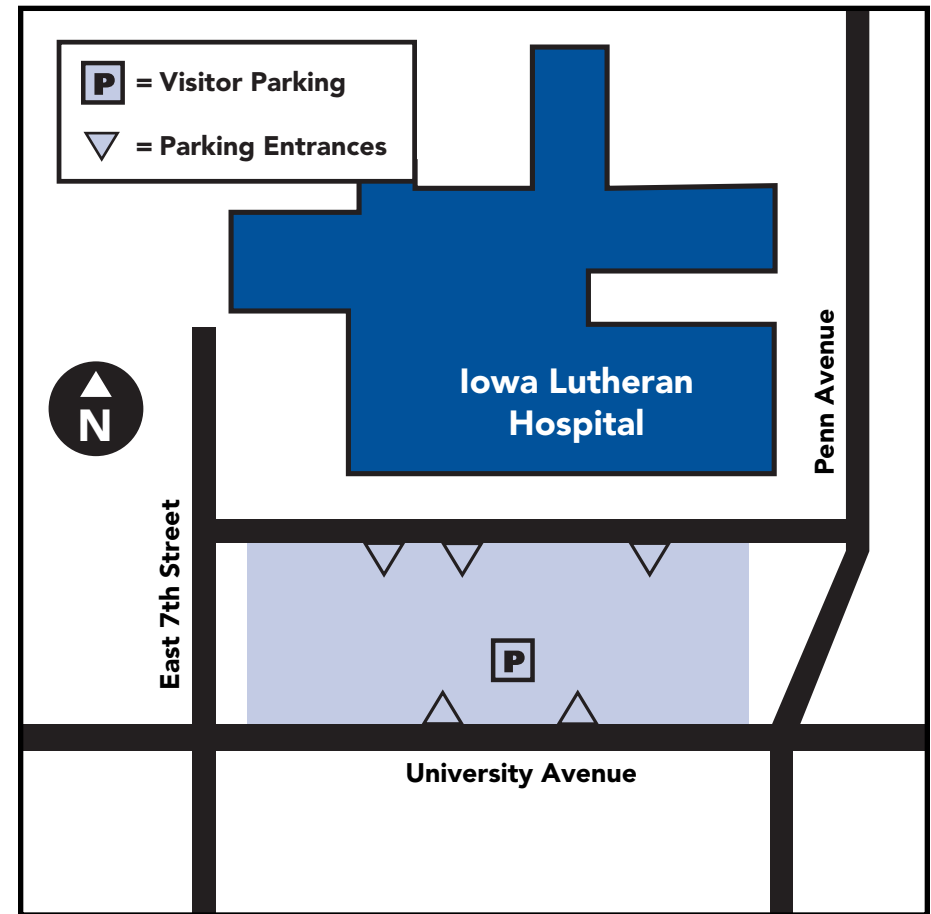 P = Visitor Parking
= Parking Entrances
Iowa Lutheran
Hospital
Penn Avenue
N
East 7th Street
P
University Avenue